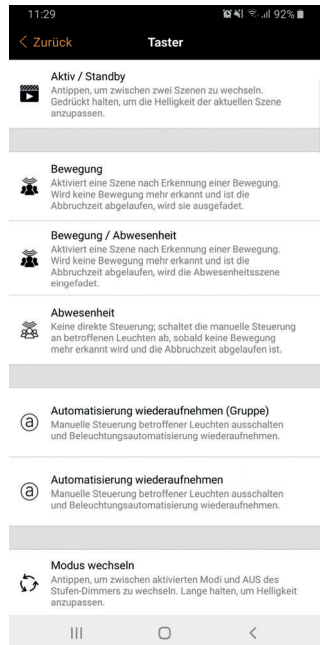 11:29
92%
< Zurück Taster
Aktiv / Standby
Antippen, um zwischen zwei Szenen zu wechseln.
Gedrückt halten, um die Helligkeit der aktuellen Szene
anzupassen.
Bewegung
Aktiviert eine Szene nach Erkennung einer Bewegung.
Wird keine Bewegung mehr erkannt und ist die
Abbruchzeit abgelaufen, wird sie ausgefadet.
Bewegung / Abwesenheit
Aktiviert eine Szene nach Erkennung einer Bewegung.
Wird keine Bewegung mehr erkannt und ist die
Abbruchzeit abgelaufen, wird die Abwesenheitsszene
eingefadet.
Abwesenheit
Keine direkte Steuerung; schaltet die manuelle Steuerung
an betroffenen Leuchten ab, sobald keine Bewegung
mehr erkannt wird und die Abbruchzeit abgelaufen ist.
a
Automatisierung wiederaufnehmen (Gruppe)
Manuelle Steuerung betroffener Leuchten ausschalten
und Beleuchtungsautomatisierung wiederaufnehmen.
a
Automatisierung wiederaufnehmen
Manuelle Steuerung betroffener Leuchten ausschalten
und Beleuchtungsautomatisierung wiederaufnehmen.
Modus wechseln
Antippen, um zwischen aktivierten Modi und AUS des
Stufen-Dimmers zu wechseln. Lange halten, um Helligkeit
anzupassen.